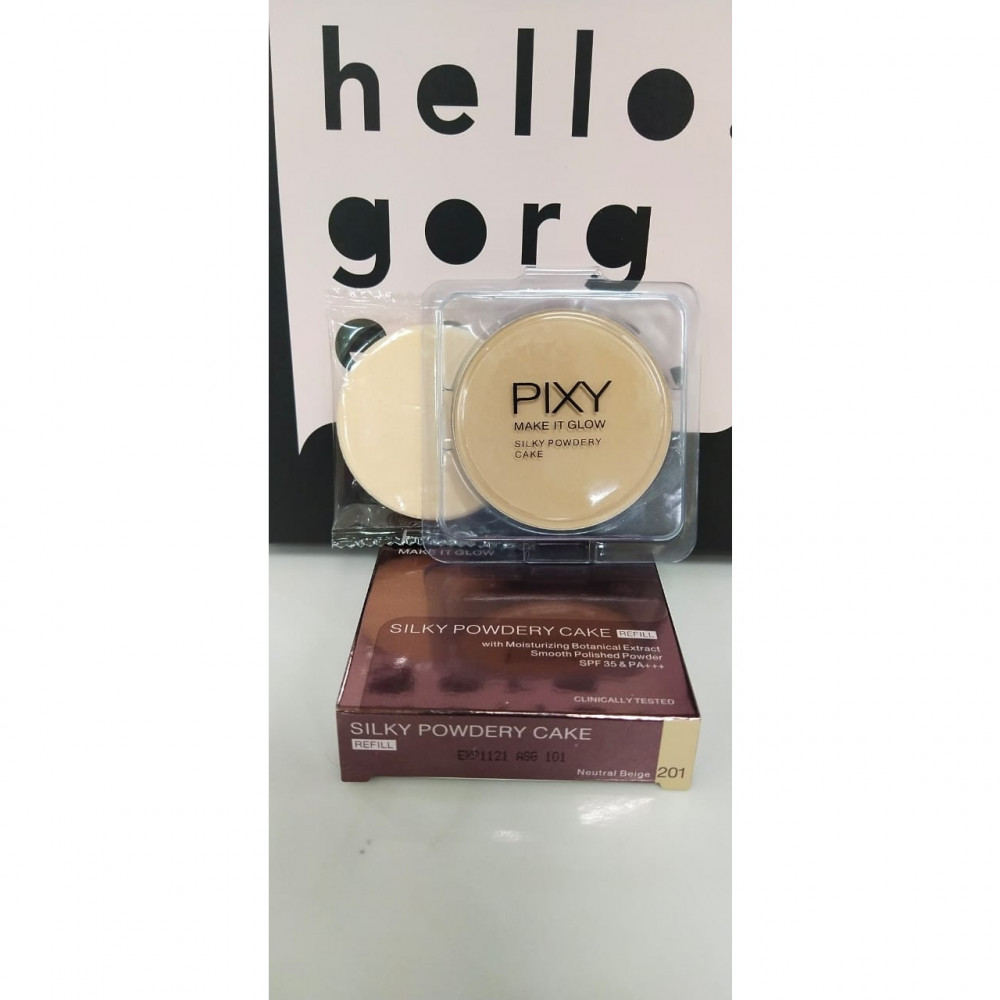 hello.
gorg
PIXY
MAKE IT GLOW
SILKY POWDERY
CAKE
MAKE IT GLOW
SILKY POWDERY CAKE REFILL
with Moisturizing Botanical Extract
Smooth Polished Powder
SPF 35 & PA+++
CLINICALLY TESTED
SILKY POWDERY CAKE
REFILL
101
Neutral Beige 201